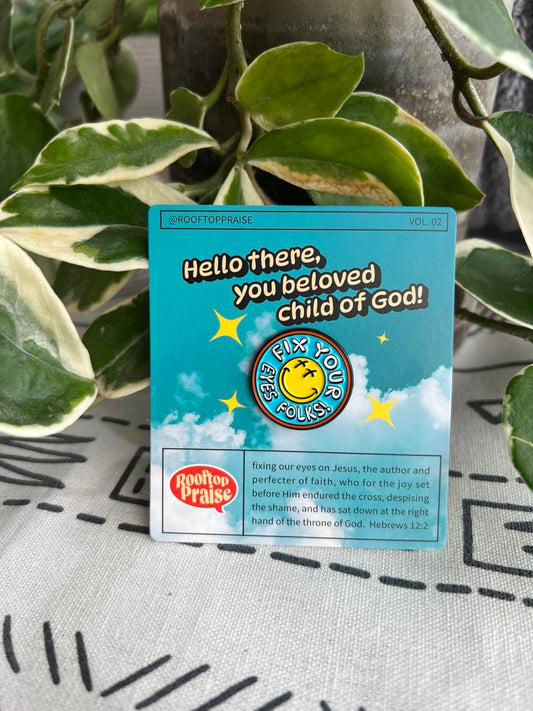 @ROOFTOPPRAISE
VOL. 02
Hello there,
you beloved
child of God!
FIX YOUR
EYES FOLKS!
Rooftop
Praise
fixing our eyes on Jesus, the author and
perfecter of faith, who for the joy set
before Him endured the cross, despising
the shame, and has sat down at the right
hand of the throne of God. Hebrews 12:2